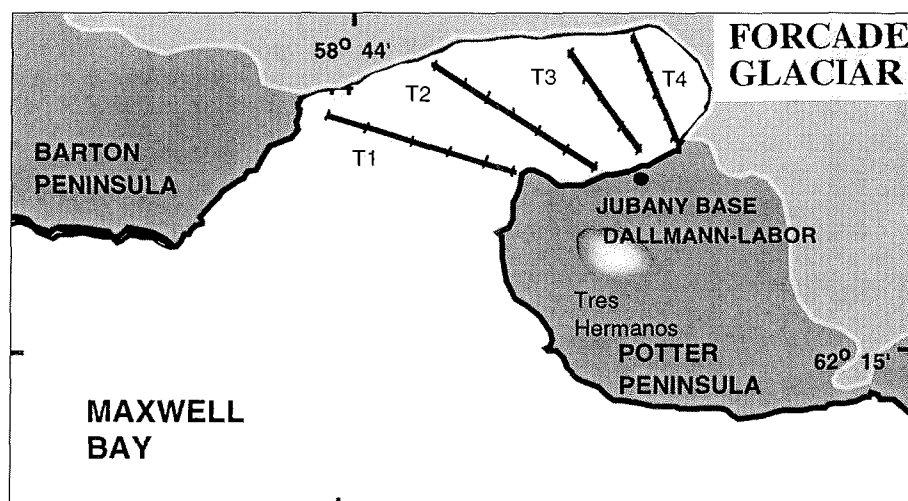 FORCADE
GLACIAR
58° 44'
T1
T2
T3
T4
BARTON
PENINSULA
JUBANY BASE
DALLMANN-LABOR
Tres
Hermanos
POTTER
PENINSULA
62° 15'
MAXWELL
BAY